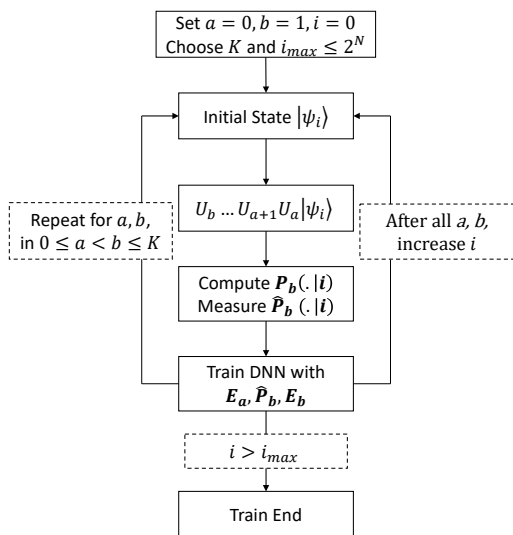 Set a = 0, b = 1, i = 0
Choose K and i_max ≤ 2^N
Initial State |ψ_i⟩
Repeat for a, b,
in 0 ≤ a < b ≤ K
U_b … U_{a+1} U_a |ψ_i⟩
After all a, b,
increase i
Compute P_b(. |i)
Measure P̂_b (. |i)
Train DNN with
E_a, P̂_b, E_b
i > i_max
Train End